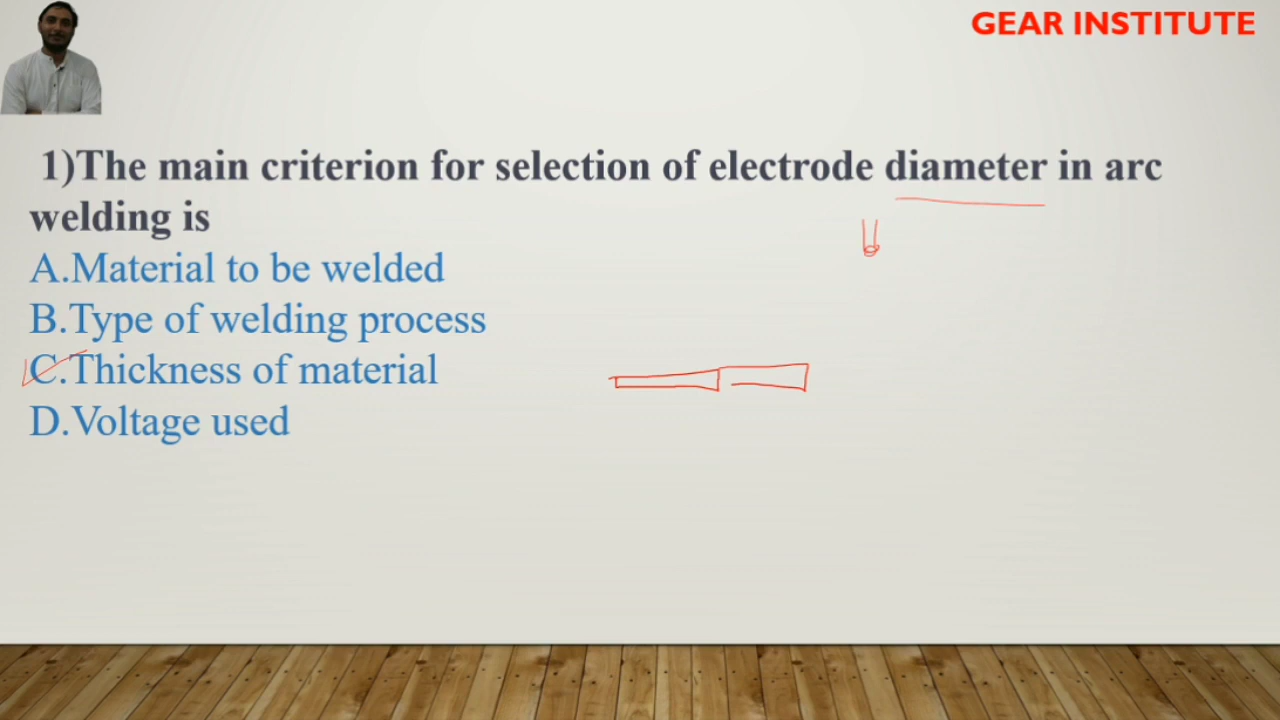 GEAR INSTITUTE
1)The main criterion for selection of electrode diameter in arc
welding is
A.Material to be welded
B.Type of welding process
C.Thickness of material
D.Voltage used